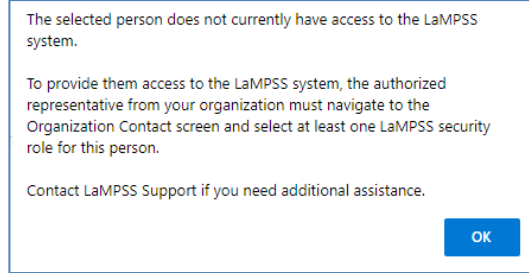 The selected person does not currently have access to the LaMPSS
system.
To provide them access to the LaMPSS system, the authorized
representative from your organization must navigate to the
Organization Contact screen and select at least one LaMPSS security
role for this person.
Contact LaMPSS Support if you need additional assistance.
OK